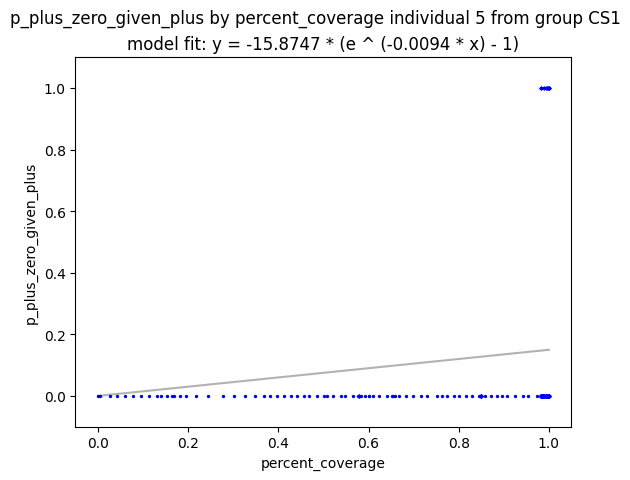 p_plus_zero_given_plus by percent_coverage individual 5 from group CS1
model fit: y = -15.8747 * (e ^ (-0.0094 * x) - 1)
1.0
0.8
0.6
0.4
0.2
0.0
p_plus_zero_given_plus
0.0 0.2 0.4 0.6 0.8 1.0
percent_coverage